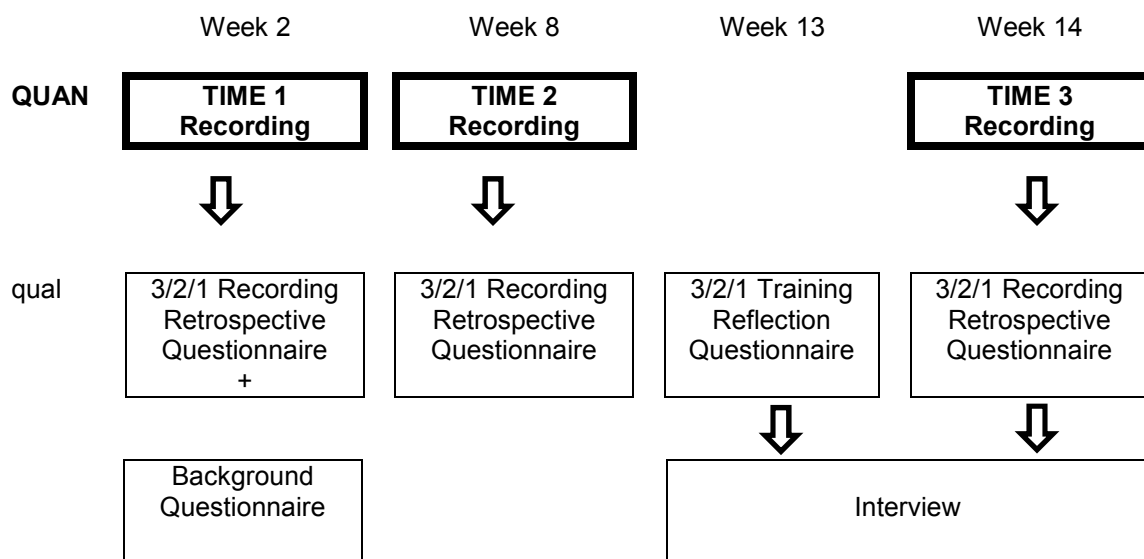 Week 2 Week 8 Week 13 Week 14
QUAN
TIME 1
Recording
TIME 2
Recording
TIME 3
Recording
qual
3/2/1 Recording
Retrospective
Questionnaire
+
3/2/1 Recording
Retrospective
Questionnaire
3/2/1 Training
Reflection
Questionnaire
3/2/1 Recording
Retrospective
Questionnaire
Background
Questionnaire
Interview